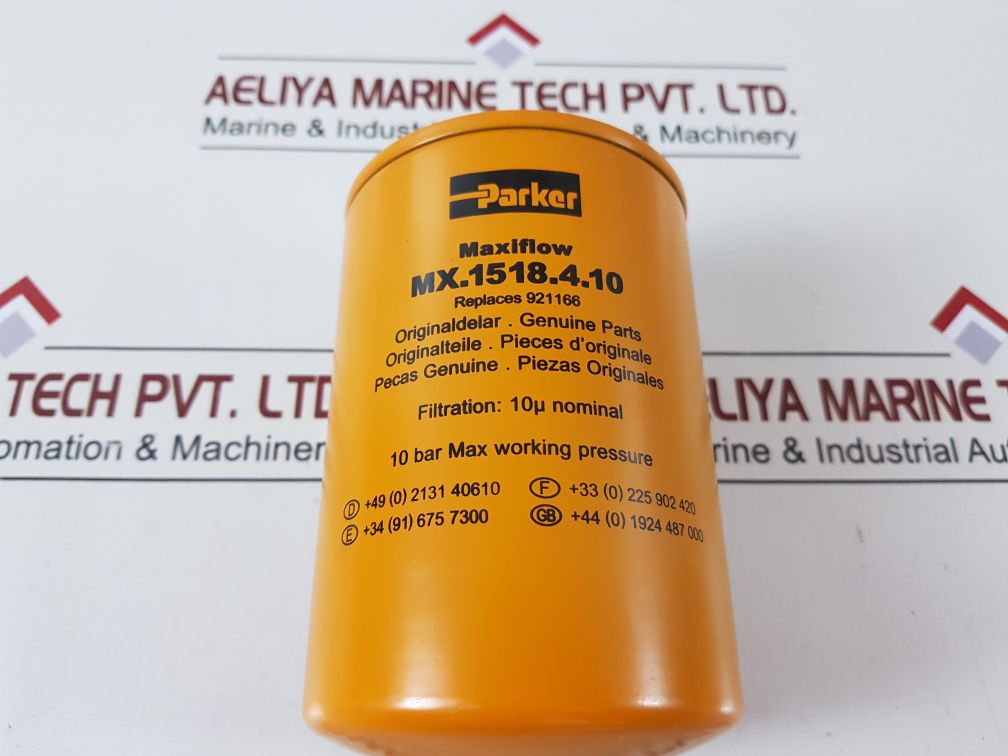 AELIYA MARINE TECH PVT. LTD.
Marine & & Machinery
Parker
Maxiflow
MX.1518.4.10
Replaces 921166
Originaldelar . Genuine Parts
Originalteile . Pieces d'originale
Pecas Genuine . Piezas Originales
Filtration: 10µ nominal
10 bar Max working pressure
D +49 (0) 2131 40610
F +33 (0) 225 902 420
E +34 (91) 675 7300
GB +44 (0) 1924 487 000
TECH PVT. LTD
omation & Machiner
ELIYA MARINE
rine & Industrial Au